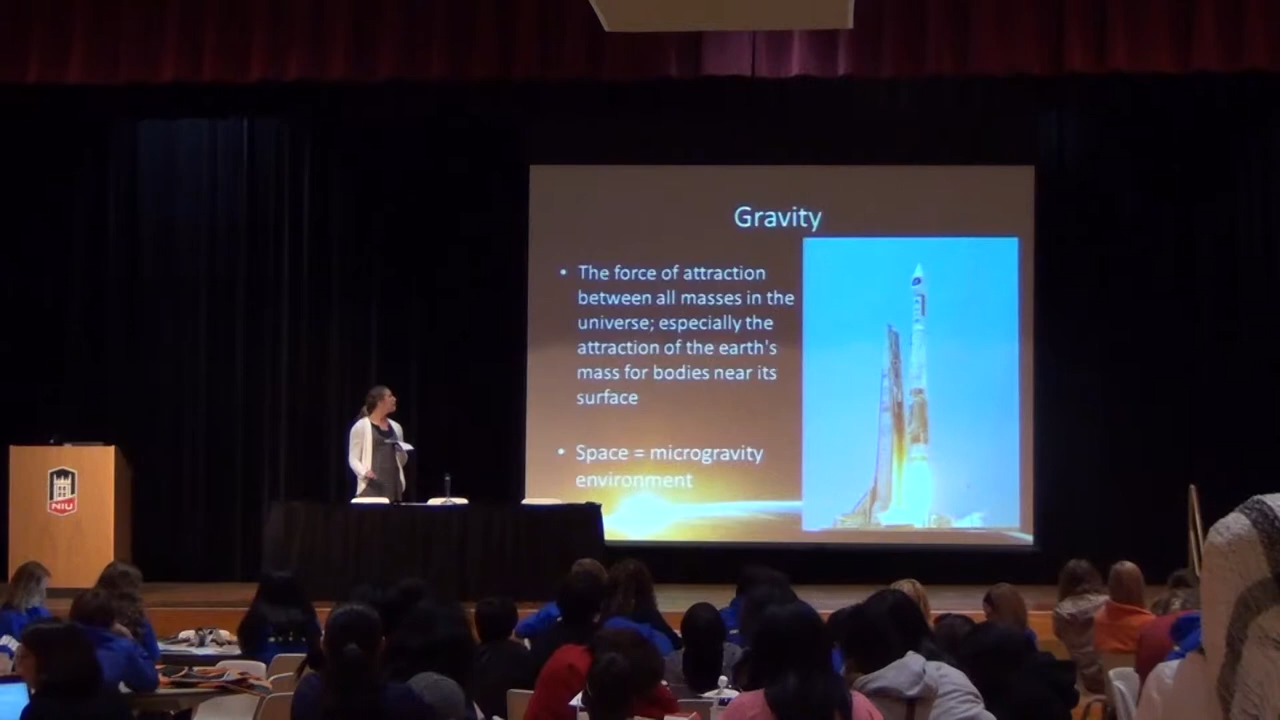 Gravity
• The force of attraction
between all masses in the
universe; especially the
attraction of the earth's
mass for bodies near its
surface
• Space = microgravity
environment
NIU